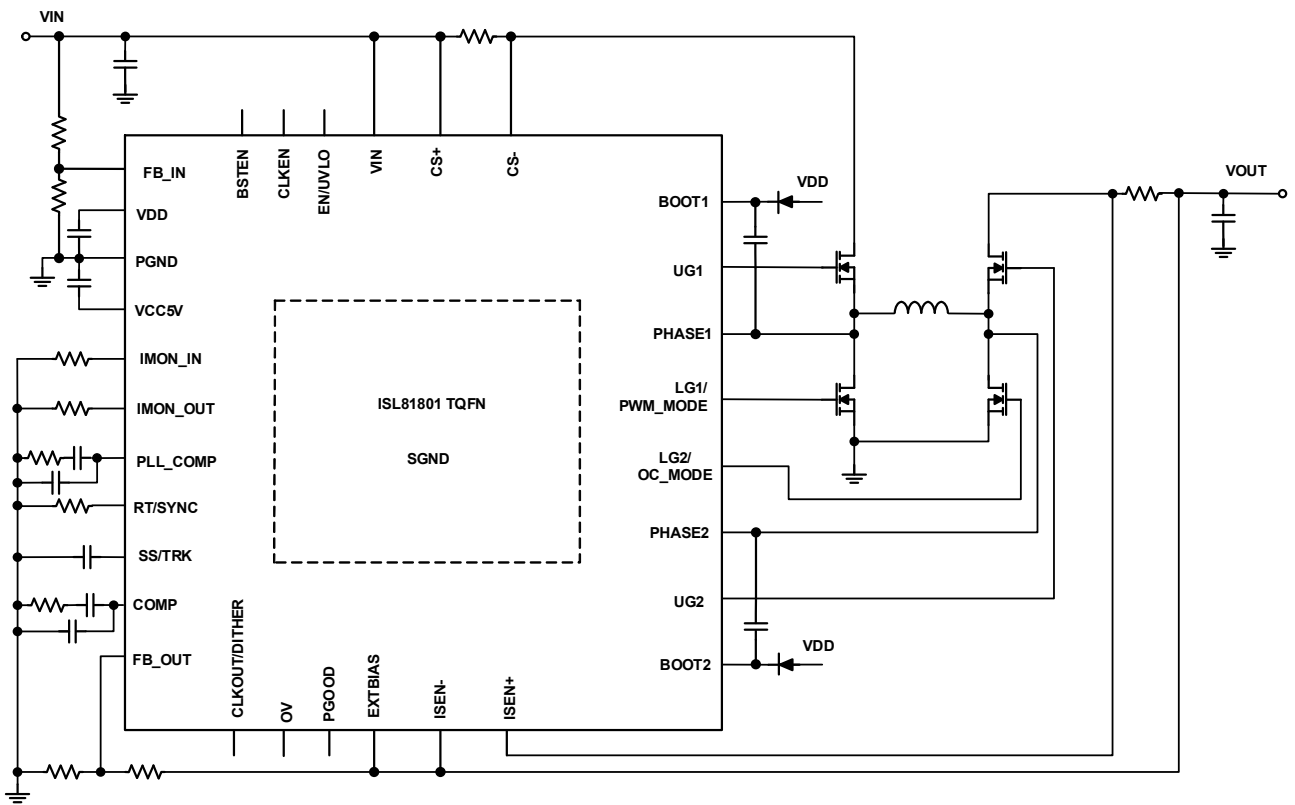 VIN
BSTEN
CLKEN
EN/UVLO
VIN
CS+
CS-
FB_IN
VDD
PGND
VCC5V
IMON_IN
IMON_OUT
PLL_COMP
RT/SYNC
SS/TRK
COMP
FB_OUT
ISL81801 TQFN
SGND
BOOT1
UG1
PHASE1
LG1/
PWM_MODE
LG2/
OC_MODE
PHASE2
UG2
BOOT2
CLKOUT/DITHER
OV
PGOOD
EXTBIAS
ISEN-
ISEN+
VDD
VDD
VOUT